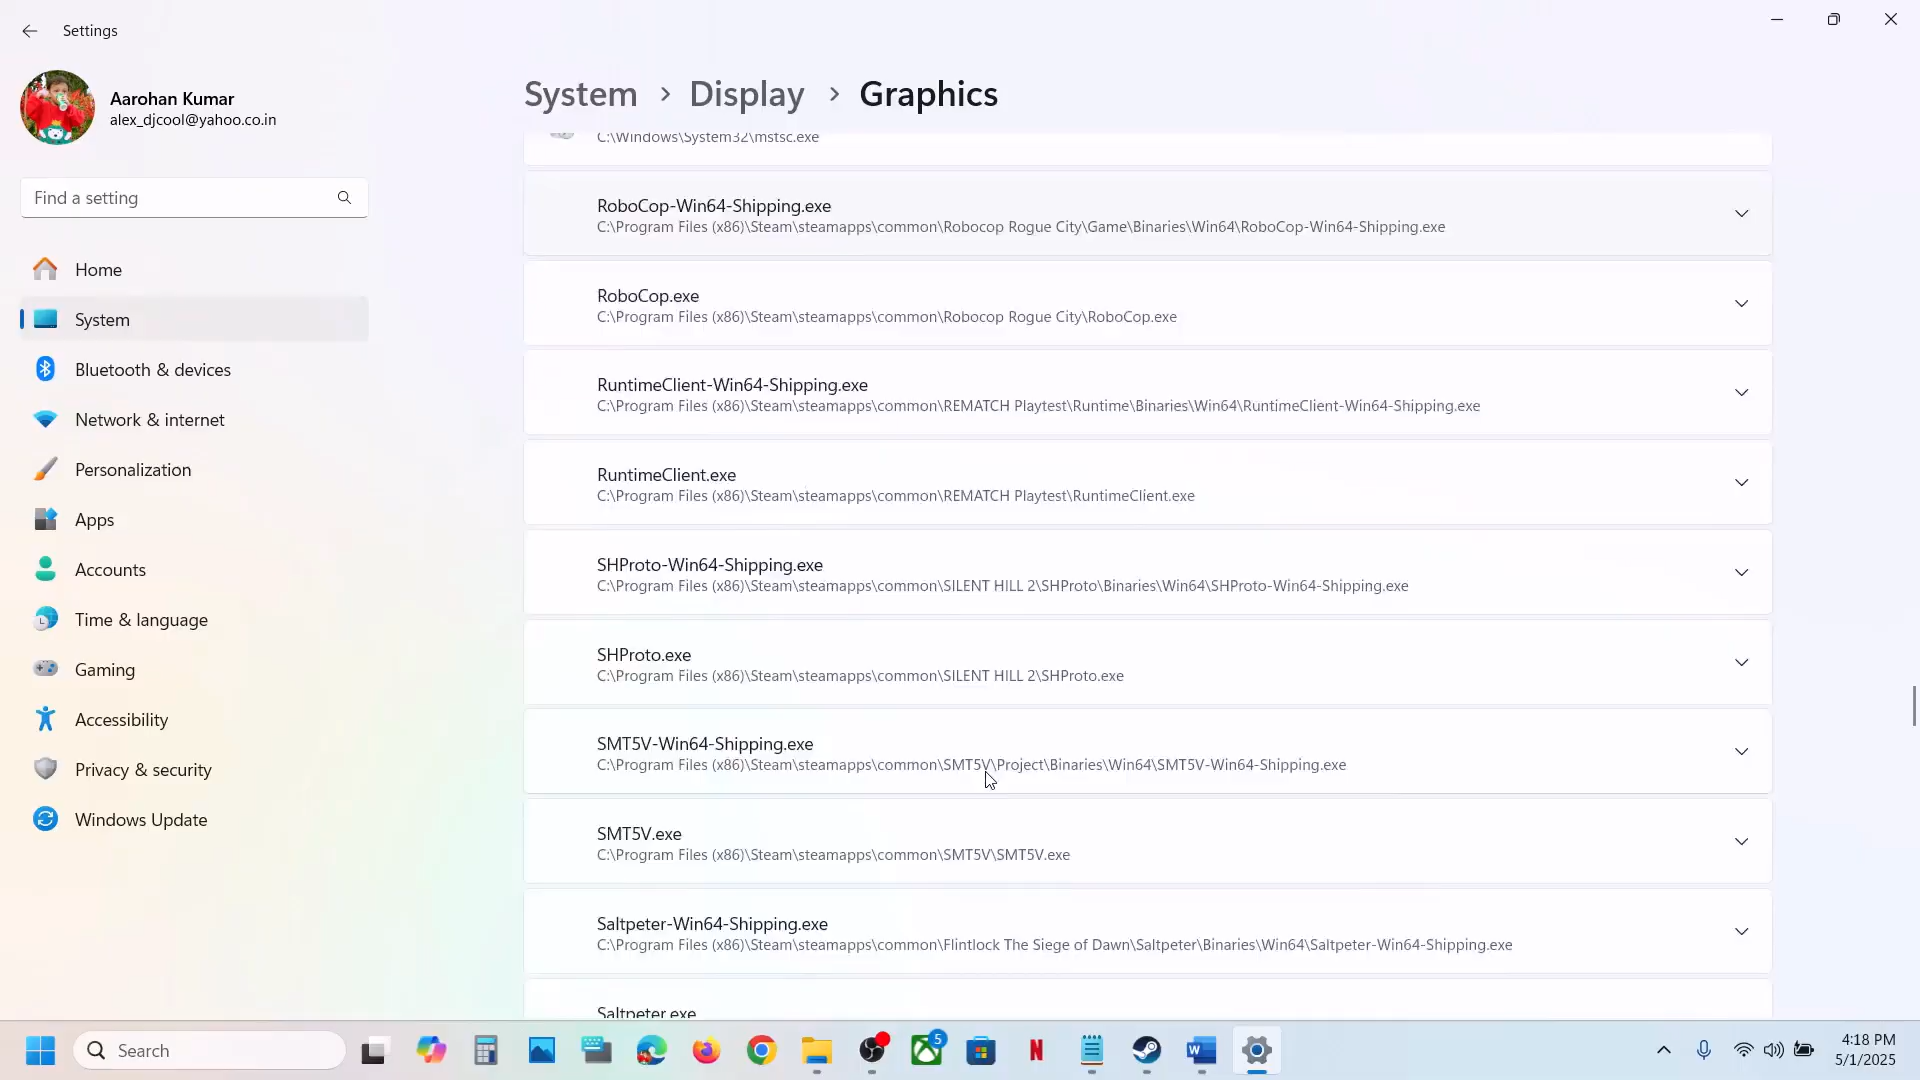 Settings
Aarohan Kumar
alex_djcool@yahoo.co.in
Find a setting
Home
System
Bluetooth & devices
Network & internet
Personalization
Apps
Accounts
Time & language
Gaming
Accessibility
Privacy & security
Windows Update
System > Display > Graphics
C:\Windows\System32\mstsc.exe
RoboCop-Win64-Shipping.exe
C:\Program Files (x86)\Steam\steamapps\common\Robocop Rogue City\Game\Binaries\Win64\RoboCop-Win64-Shipping.exe
RoboCop.exe
C:\Program Files (x86)\Steam\steamapps\common\Robocop Rogue City\RoboCop.exe
RuntimeClient-Win64-Shipping.exe
C:\Program Files (x86)\Steam\steamapps\common\REMATCH Playtest\Runtime\Binaries\Win64\RuntimeClient-Win64-Shipping.exe
RuntimeClient.exe
C:\Program Files (x86)\Steam\steamapps\common\REMATCH Playtest\RuntimeClient.exe
SHProto-Win64-Shipping.exe
C:\Program Files (x86)\Steam\steamapps\common\SILENT HILL 2\SHProto\Binaries\Win64\SHProto-Win64-Shipping.exe
SHProto.exe
C:\Program Files (x86)\Steam\steamapps\common\SILENT HILL 2\SHProto.exe
SMT5V-Win64-Shipping.exe
C:\Program Files (x86)\Steam\steamapps\common\SMT5V\Project\Binaries\Win64\SMT5V-Win64-Shipping.exe
SMT5V.exe
C:\Program Files (x86)\Steam\steamapps\common\SMT5V\SMT5V.exe
Saltpeter-Win64-Shipping.exe
C:\Program Files (x86)\Steam\steamapps\common\Flintlock The Siege of Dawn\Saltpeter\Binaries\Win64\Saltpeter-Win64-Shipping.exe
Saltpeter.exe
Search
5
4:18 PM
5/1/2025